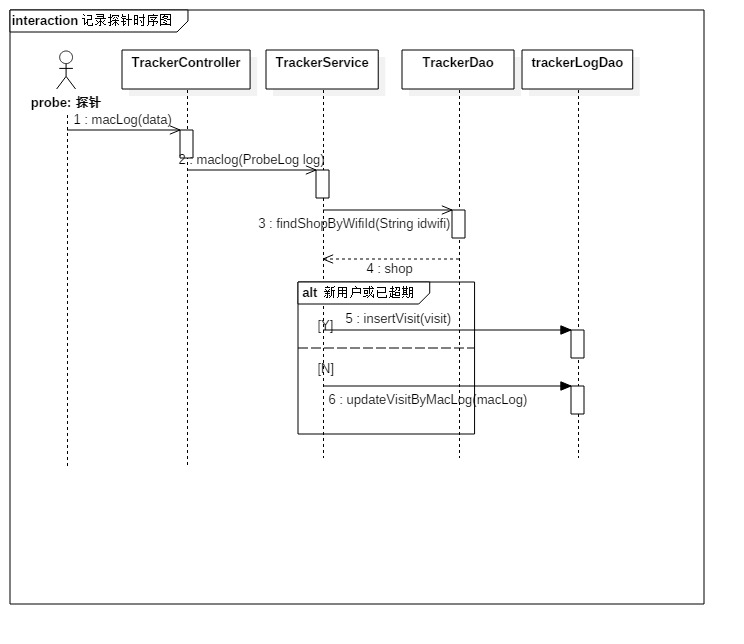 interaction 记录探针时序图
TrackerController
TrackerService
TrackerDao
trackerLogDao
probe: 探针
1 : macLog(data)
2 : maclog(ProbeLog log)
3 : findShopByWifiId(String idwifi)
4 : shop
alt 新用户或已超期
[Y]
5 : insertVisit(visit)
[N]
6 : updateVisitByMacLog(macLog)